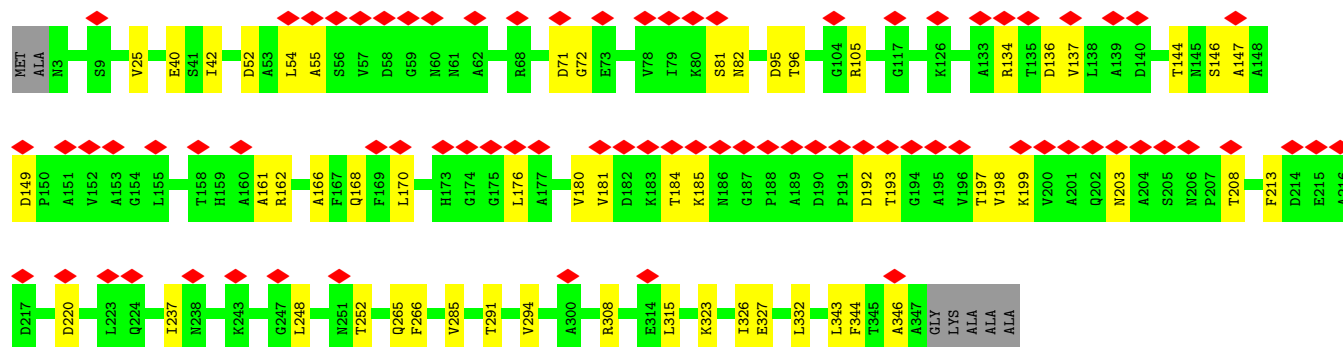 MET ALA N3 S9 V25 E40 S41 I42 D52 A53 L54 A55 S56 V57 D58 G59 N60 N61 A62 R68 D71 G72 E73 V78 I79 K80 S81 N82 D95 T96 G104 R105 G117 K126 A133 R134 T135 D136 V137 L138 A139 D140 T144 N145 S146 A147 A148
D149 P150 A151 V152 A153 G154 L155 T158 H159 A160 A161 R162 A166 F167 Q168 F169 L170 H173 G174 G175 L176 A177 V180 V181 D182 K183 T184 K185 N186 G187 P188 A189 D190 P191 D192 T193 G194 A195 V196 T197 V198 K199 V200 A201 Q202 N203 A204 S205 N206 P207 T208 F213 D214 E215 A216
D217 D220 L223 Q224 I237 N238 K243 G247 L248 N251 T252 Q265 F266 V285 T291 V294 A300 R308 E314 L315 K323 I326 E327 L332 L343 F344 T345 A346 A347 GLY LYS ALA ALA ALA